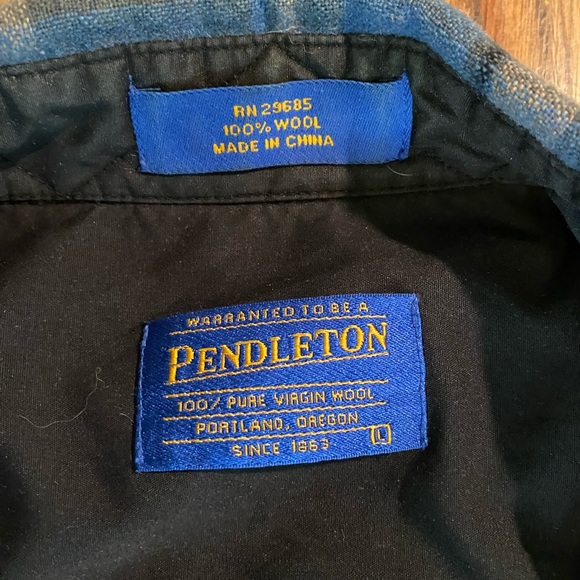 RN 29685
100% WOOL
MADE IN CHINA
WARRANTED TO BE A
PENDLETON
100% PURE VIRGIN WOOL
PORTLAND, OREGON
SINCE 1863 L